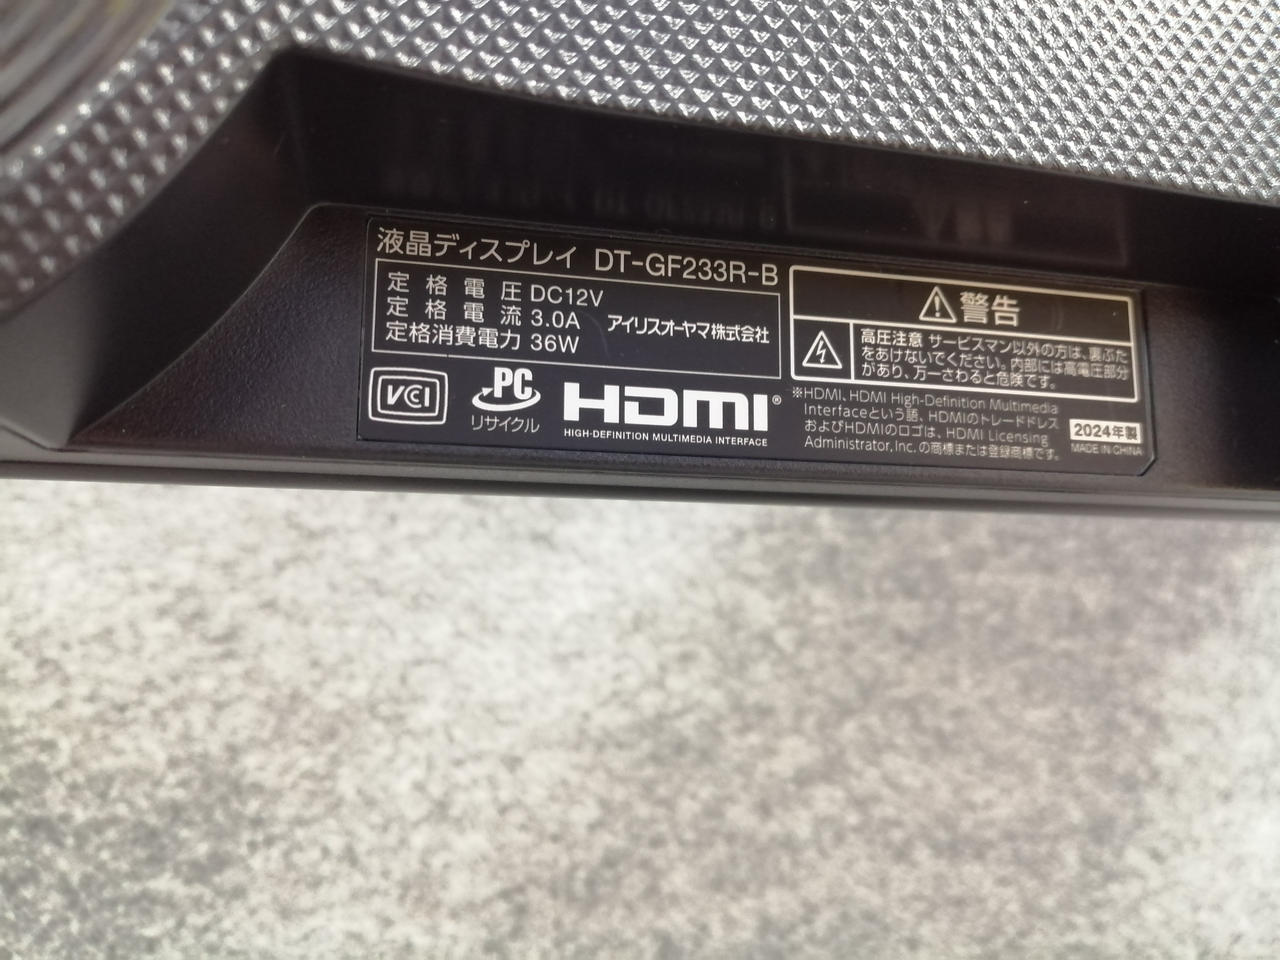 液晶ディスプレイ DT-GF233R-B
定格電圧 DC12V
定格電流 3.0A
定格消費電力 36W
アイリスオーヤマ株式会社
VCCI
PC
リサイクル
HDMI®
HIGH-DEFINITION MULTIMEDIA INTERFACE
警告
高圧注意 サービスマン以外の方は、裏ぶた
をあけないでください。内部には高電圧部分
があり、万一さわると危険です。
※HDMI、HDMI High-Definition Multimedia
Interfaceという語、HDMIのトレードドレス
およびHDMIのロゴは、HDMI Licensing
Administrator, Inc. の商標または登録商標です。
2024年製
MADE IN CHINA